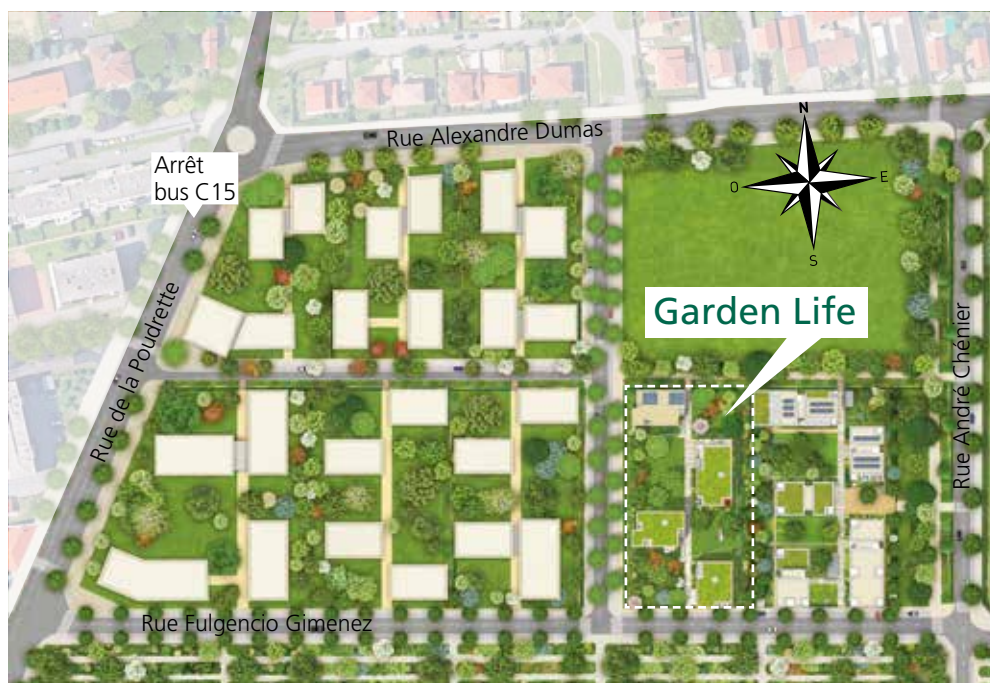 Rue Alexandre Dumas
N
Arrêt
bus C15
O
E
S
Rue de la Poudrette
Garden Life
Rue André Chénier
Rue Fulgencio Gimenez